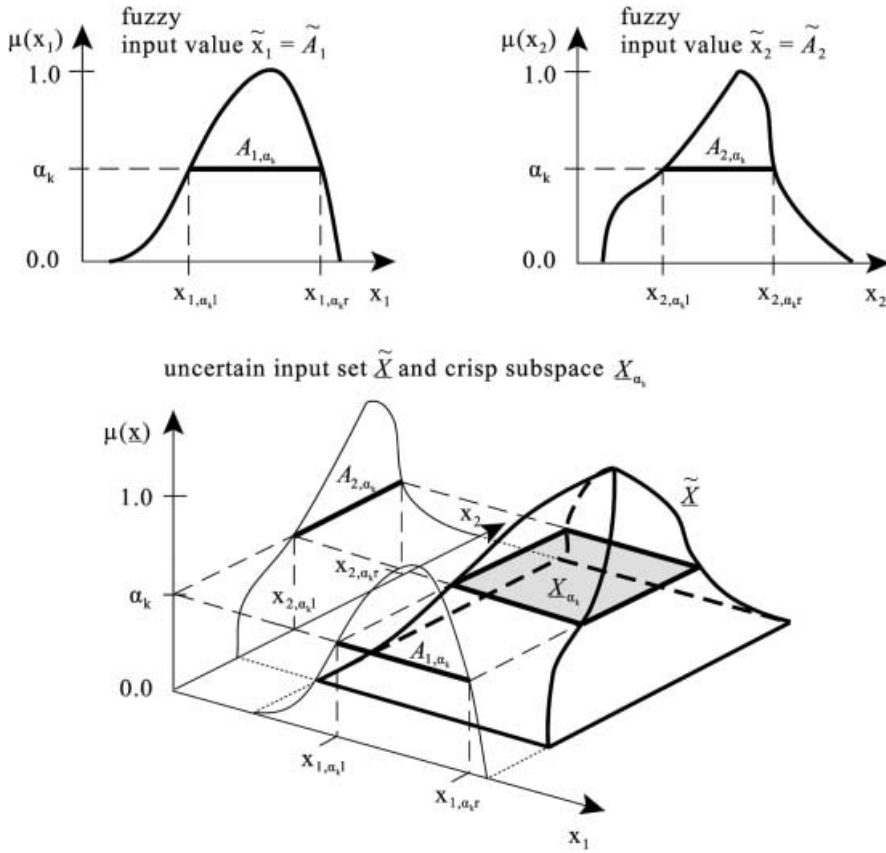 fuzzy
input value x̃₁ = Ã₁
μ(x₁)
1.0
A₁,αₖ
αₖ
0.0
x₁,αₖl
x₁,αₖr
x₁
fuzzy
input value x̃₂ = Ã₂
μ(x₂)
1.0
A₂,αₖ
αₖ
0.0
x₂,αₖl
x₂,αₖr
x₂
uncertain input set X̲̃ and crisp subspace X̲αₖ
μ(x̲)
A₂,αₖ
1.0
X̲̃
x₂
x₂,αₖr
αₖ
x₂,αₖl
X̲αₖ
A₁,αₖ
0.0
x₁,αₖl
x₁,αₖr
x₁